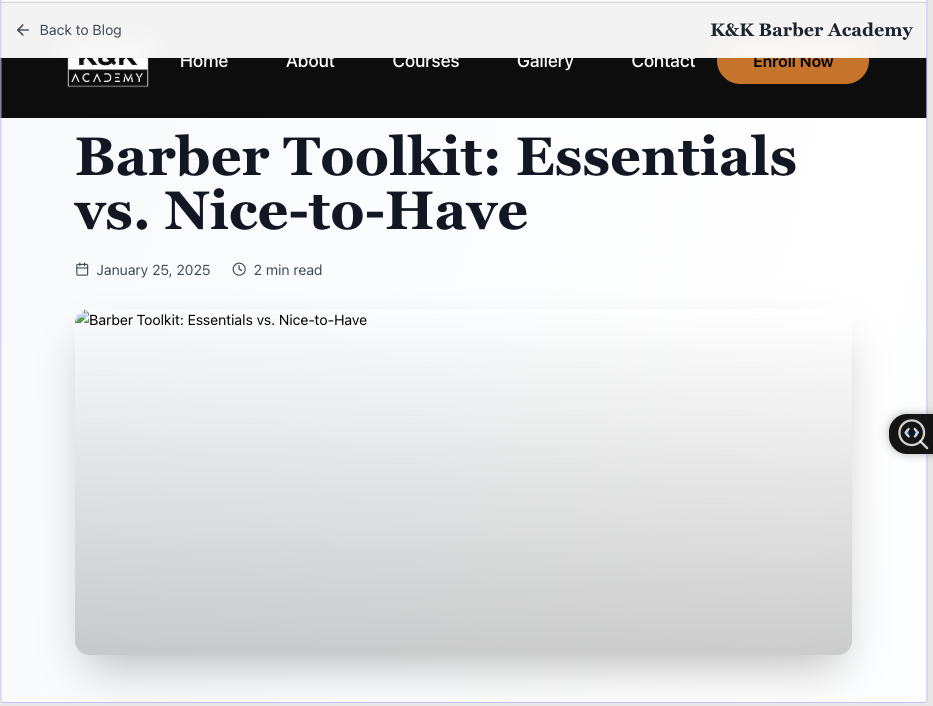 Back to Blog
K&K Barber Academy
K&K
ACADEMY
Home
About
Courses
Gallery
Contact
Enroll Now
Barber Toolkit: Essentials
vs. Nice-to-Have
January 25, 2025
2 min read
Barber Toolkit: Essentials vs. Nice-to-Have